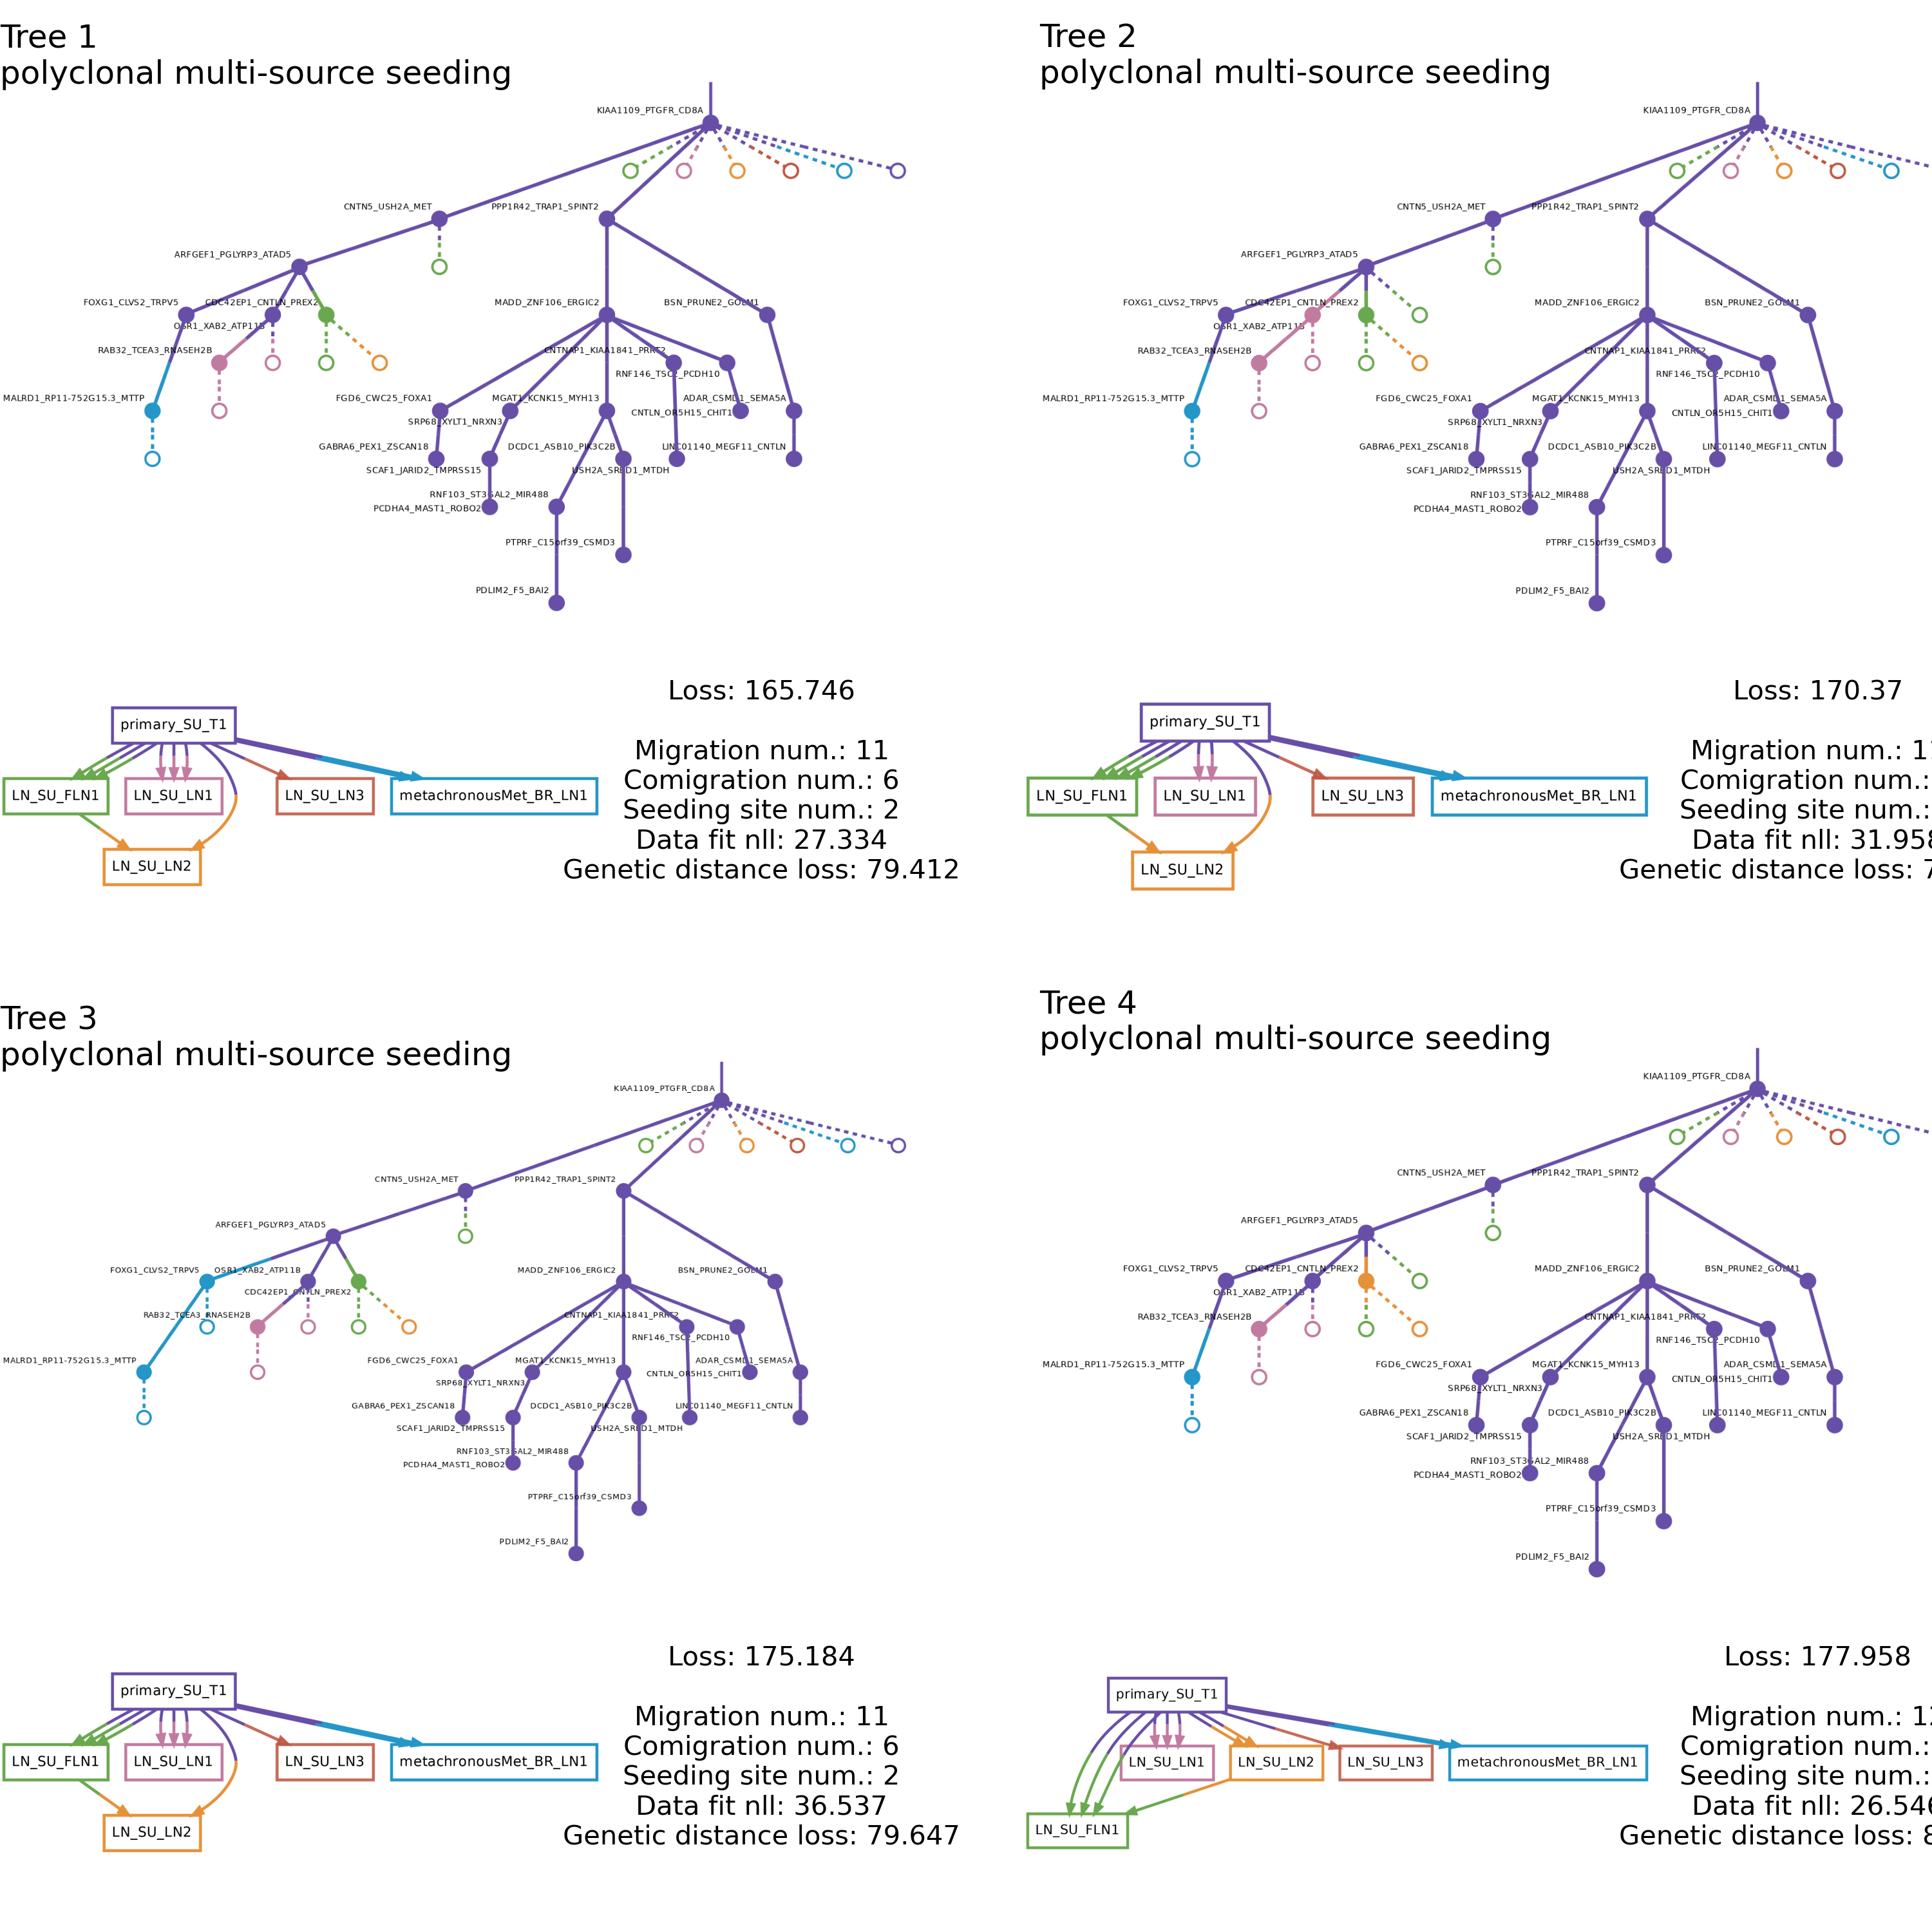 Tree 1
polyclonal multi-source seeding
KIAA1109_PTGFR_CD8A
CNTN5_USH2A_MET
PPP1R42_TRAP1_SPINT2
ARFGEF1_PGLYRP3_ATAD5
FOXG1_CLVS2_TRPV5
CDC42EP1_CNTLN_PREX2
MADD_ZNF106_ERGIC2
BSN_PRUNE2_GOLM1
OSR1_XAB2_ATP11B
RAB32_TCEA3_RNASEH2B
CNTNAP1_KIAA1841_PRRT2
RNF146_TSC2_PCDH10
MALRD1_RP11-752G15.3_MTTP
FGD6_CWC25_FOXA1
MGAT1_KCNK15_MYH13
ADAR_CSMD1_SEMA5A
CNTLN_OR5H15_CHIT1
SRP68_XYLT1_NRXN3
GABRA6_PEX1_ZSCAN18
DCDC1_ASB10_PIK3C2B
LINC01140_MEGF11_CNTLN
SCAF1_JARID2_TMPRSS15
USH2A_SRBD1_MTDH
RNF103_ST3GAL2_MIR488
PCDHA4_MAST1_ROBO2
PTPRF_C15orf39_CSMD3
PDLIM2_F5_BAI2
primary_SU_T1
LN_SU_FLN1
LN_SU_LN1
LN_SU_LN3
metachronousMet_BR_LN1
LN_SU_LN2
Loss: 165.746
Migration num.: 11
Comigration num.: 6
Seeding site num.: 2
Data fit nll: 27.334
Genetic distance loss: 79.412
Tree 2
polyclonal multi-source seeding
KIAA1109_PTGFR_CD8A
CNTN5_USH2A_MET
PPP1R42_TRAP1_SPINT2
ARFGEF1_PGLYRP3_ATAD5
FOXG1_CLVS2_TRPV5
CDC42EP1_CNTLN_PREX2
MADD_ZNF106_ERGIC2
BSN_PRUNE2_GOLM1
OSR1_XAB2_ATP11B
RAB32_TCEA3_RNASEH2B
CNTNAP1_KIAA1841_PRRT2
RNF146_TSC2_PCDH10
MALRD1_RP11-752G15.3_MTTP
FGD6_CWC25_FOXA1
MGAT1_KCNK15_MYH13
ADAR_CSMD1_SEMA5A
CNTLN_OR5H15_CHIT1
SRP68_XYLT1_NRXN3
GABRA6_PEX1_ZSCAN18
DCDC1_ASB10_PIK3C2B
LINC01140_MEGF11_CNTLN
SCAF1_JARID2_TMPRSS15
USH2A_SRBD1_MTDH
RNF103_ST3GAL2_MIR488
PCDHA4_MAST1_ROBO2
PTPRF_C15orf39_CSMD3
PDLIM2_F5_BAI2
primary_SU_T1
LN_SU_FLN1
LN_SU_LN1
LN_SU_LN3
metachronousMet_BR_LN1
LN_SU_LN2
Loss: 170.37
Migration num.:
Comigration num.:
Seeding site num.:
Data fit nll: 31.958
Genetic distance loss:
Tree 3
polyclonal multi-source seeding
KIAA1109_PTGFR_CD8A
CNTN5_USH2A_MET
PPP1R42_TRAP1_SPINT2
ARFGEF1_PGLYRP3_ATAD5
FOXG1_CLVS2_TRPV5
OSR1_XAB2_ATP11B
MADD_ZNF106_ERGIC2
BSN_PRUNE2_GOLM1
CDC42EP1_CNTLN_PREX2
RAB32_TCEA3_RNASEH2B
CNTNAP1_KIAA1841_PRRT2
RNF146_TSC2_PCDH10
MALRD1_RP11-752G15.3_MTTP
FGD6_CWC25_FOXA1
MGAT1_KCNK15_MYH13
ADAR_CSMD1_SEMA5A
CNTLN_OR5H15_CHIT1
SRP68_XYLT1_NRXN3
GABRA6_PEX1_ZSCAN18
DCDC1_ASB10_PIK3C2B
LINC01140_MEGF11_CNTLN
SCAF1_JARID2_TMPRSS15
USH2A_SRBD1_MTDH
RNF103_ST3GAL2_MIR488
PCDHA4_MAST1_ROBO2
PTPRF_C15orf39_CSMD3
PDLIM2_F5_BAI2
primary_SU_T1
LN_SU_FLN1
LN_SU_LN1
LN_SU_LN3
metachronousMet_BR_LN1
LN_SU_LN2
Loss: 175.184
Migration num.: 11
Comigration num.: 6
Seeding site num.: 2
Data fit nll: 36.537
Genetic distance loss: 79.647
Tree 4
polyclonal multi-source seeding
KIAA1109_PTGFR_CD8A
CNTN5_USH2A_MET
PPP1R42_TRAP1_SPINT2
ARFGEF1_PGLYRP3_ATAD5
FOXG1_CLVS2_TRPV5
CDC42EP1_CNTLN_PREX2
MADD_ZNF106_ERGIC2
BSN_PRUNE2_GOLM1
OSR1_XAB2_ATP11B
RAB32_TCEA3_RNASEH2B
CNTNAP1_KIAA1841_PRRT2
RNF146_TSC2_PCDH10
MALRD1_RP11-752G15.3_MTTP
FGD6_CWC25_FOXA1
MGAT1_KCNK15_MYH13
ADAR_CSMD1_SEMA5A
CNTLN_OR5H15_CHIT1
SRP68_XYLT1_NRXN3
GABRA6_PEX1_ZSCAN18
DCDC1_ASB10_PIK3C2B
LINC01140_MEGF11_CNTLN
SCAF1_JARID2_TMPRSS15
USH2A_SRBD1_MTDH
RNF103_ST3GAL2_MIR488
PCDHA4_MAST1_ROBO2
PTPRF_C15orf39_CSMD3
PDLIM2_F5_BAI2
primary_SU_T1
LN_SU_LN1
LN_SU_LN2
LN_SU_LN3
metachronousMet_BR_LN1
LN_SU_FLN1
Loss: 177.958
Migration num.:
Comigration num.:
Seeding site num.:
Data fit nll: 26.546
Genetic distance loss: